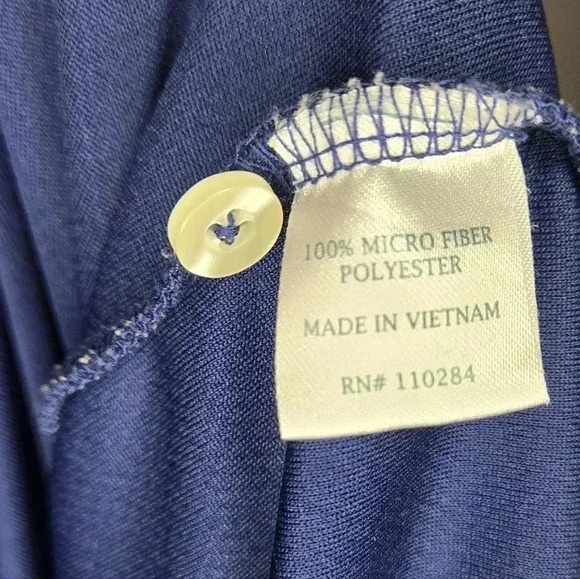 100% MICRO FIBER
POLYESTER
MADE IN VIETNAM
RN# 110284